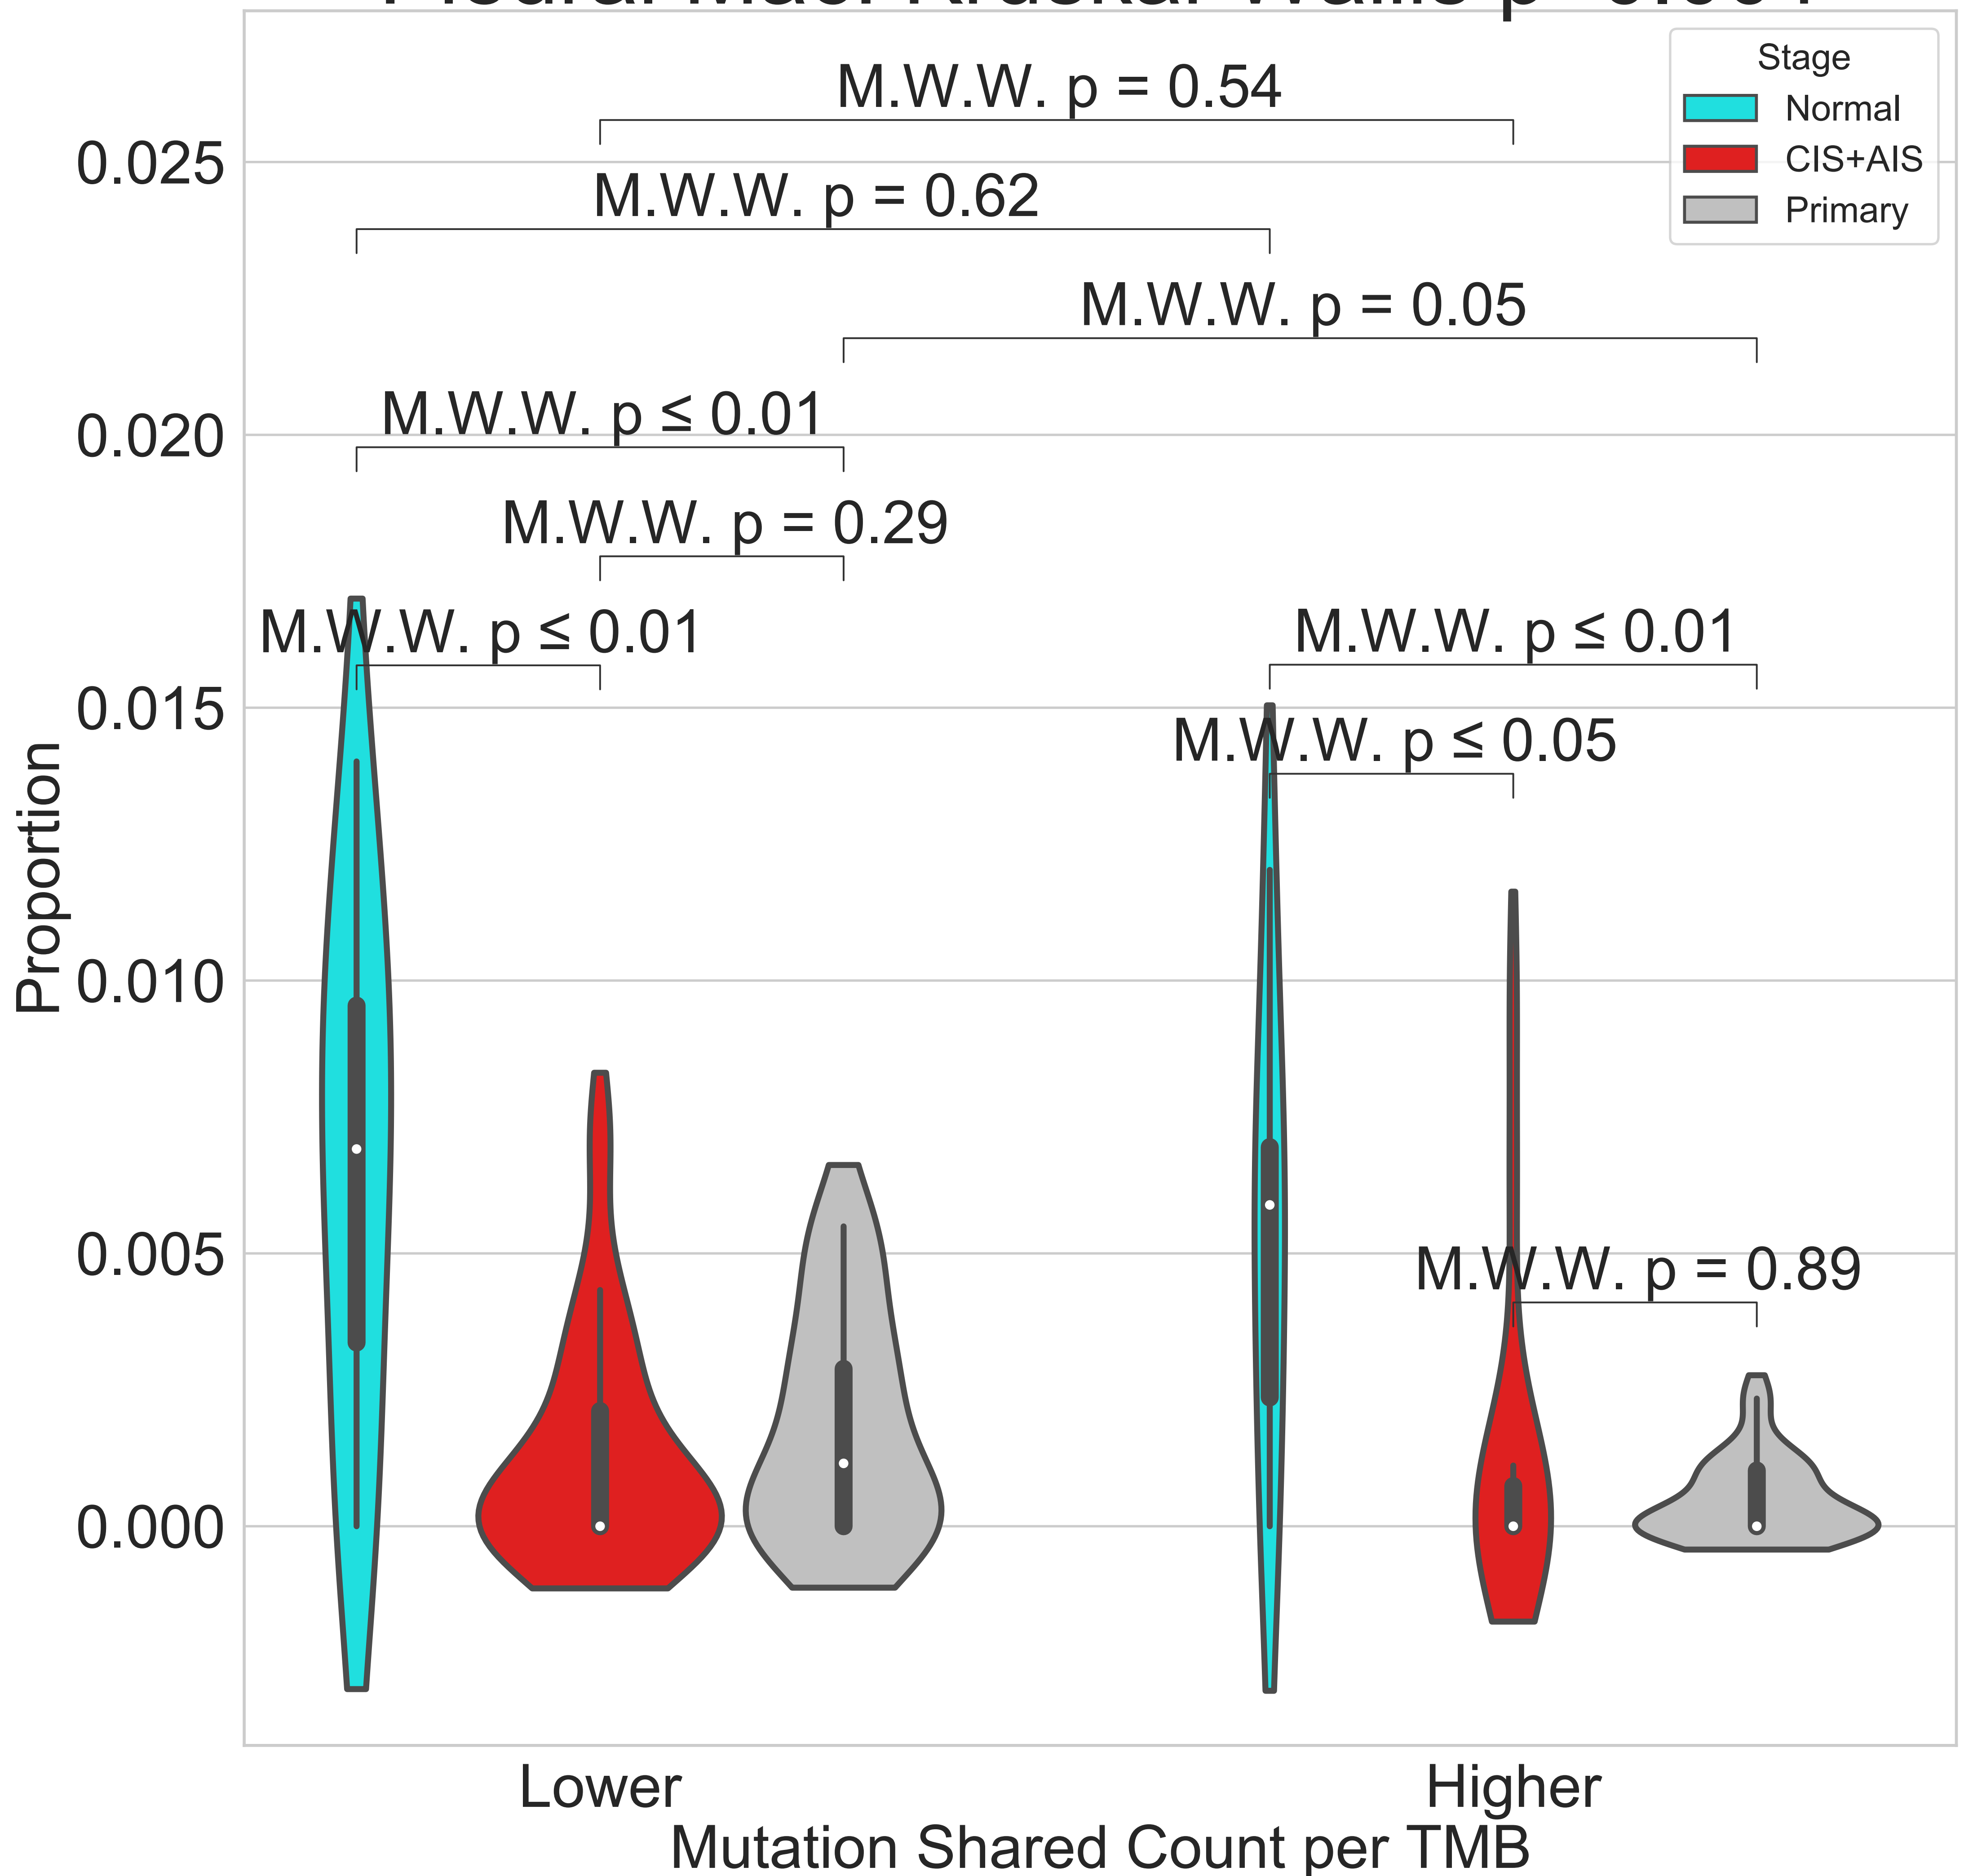 M.W.W. p = 0.54
Stage
Normal
CIS+AIS
Primary
0.025
M.W.W. p = 0.62
M.W.W. p = 0.05
M.W.W. p ≤ 0.01
0.020
M.W.W. p = 0.29
M.W.W. p ≤ 0.01
M.W.W. p ≤ 0.01
0.015
M.W.W. p ≤ 0.05
Proportion
0.010
0.005
M.W.W. p = 0.89
0.000
Lower
Higher
Mutation Shared Count per TMB